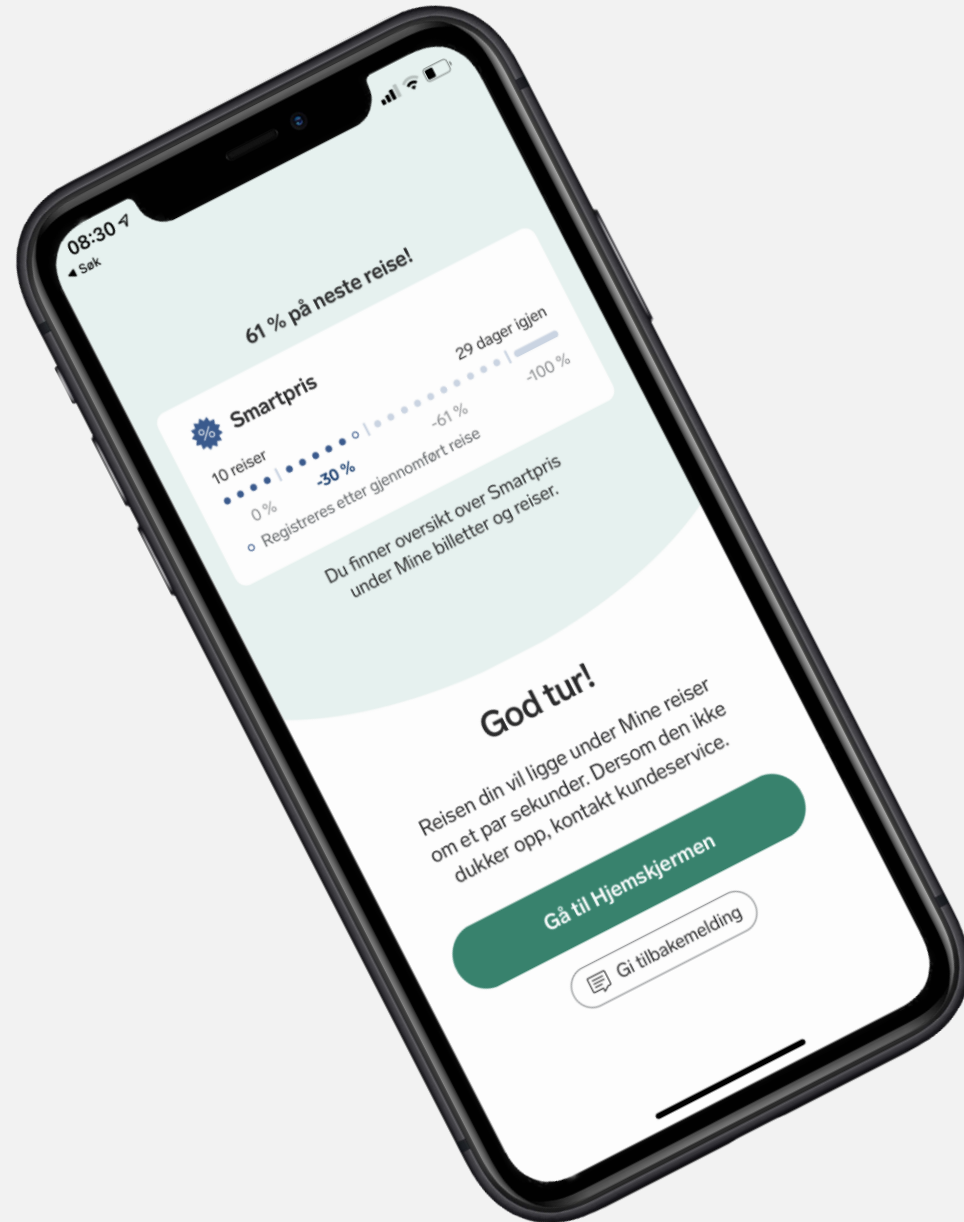 08:30
Søk
61 % på neste reise!
Smartpris
10 reiser
29 dager igjen
0 %
-30 %
-61 %
-100 %
Registreres etter gjennomført reise
Du finner oversikt over Smartpris
under Mine billetter og reiser.
God tur!
Reisen din vil ligge under Mine reiser
om et par sekunder. Dersom den ikke
dukker opp, kontakt kundeservice.
Gå til Hjemskjermen
Gi tilbakemelding